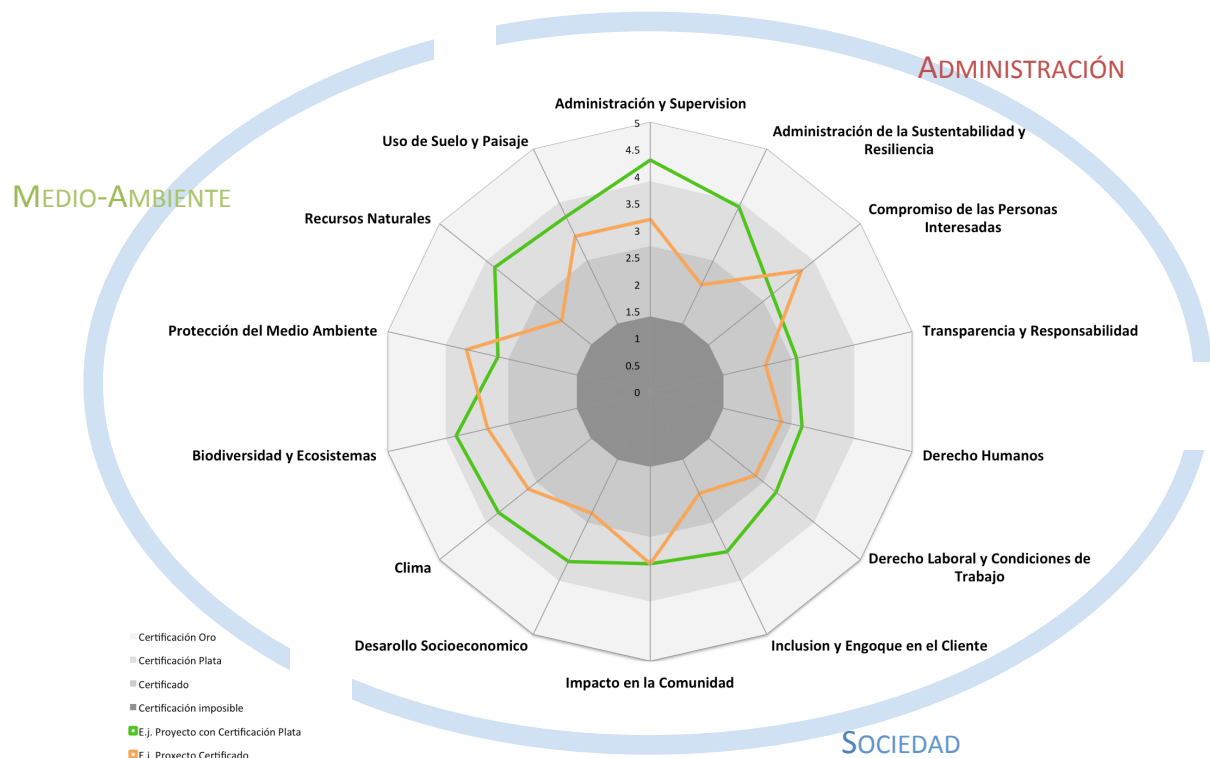 ADMINISTRACIÓN
Administración y Supervision
Uso de Suelo y Paisaje
Administración de la Sustentabilidad y
Resiliencia
MEDIO-AMBIENTE
Recursos Naturales
Compromiso de las Personas
Interesadas
Protección del Medio Ambiente
Transparencia y Responsabilidad
5
4.5
4
3.5
3
2.5
2
1.5
1
0.5
0
Biodiversidad y Ecosistemas
Derecho Humanos
Clima
Derecho Laboral y Condiciones de
Trabajo
Desarollo Socioeconomico
Inclusion y Engoque en el Cliente
Impacto en la Comunidad
Certificación Oro
Certificación Plata
Certificado
Certificación imposible
E.j. Proyecto con Certificación Plata
E.j. Proyecto Certificado
SOCIEDAD